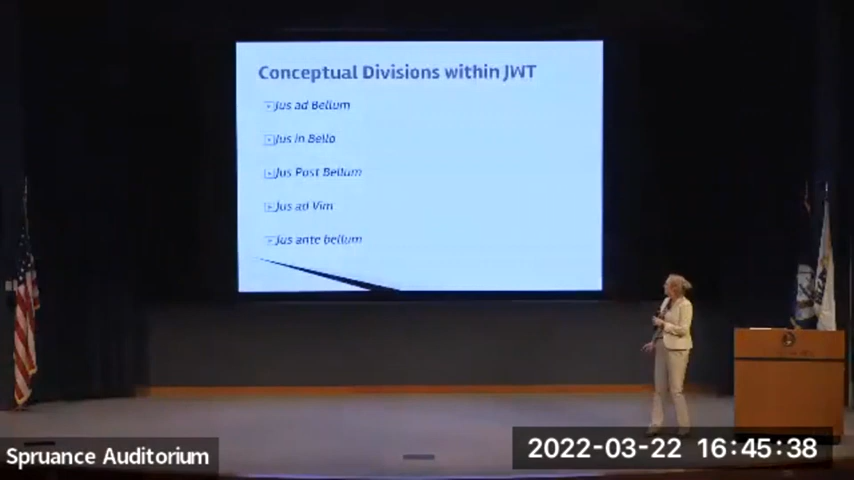 Conceptual Divisions within JWT
Jus ad Bellum
Jus in Bello
Jus Post Bellum
Jus ad Vim
Jus ante bellum
Spruance Auditorium
2022-03-22 16:45:38